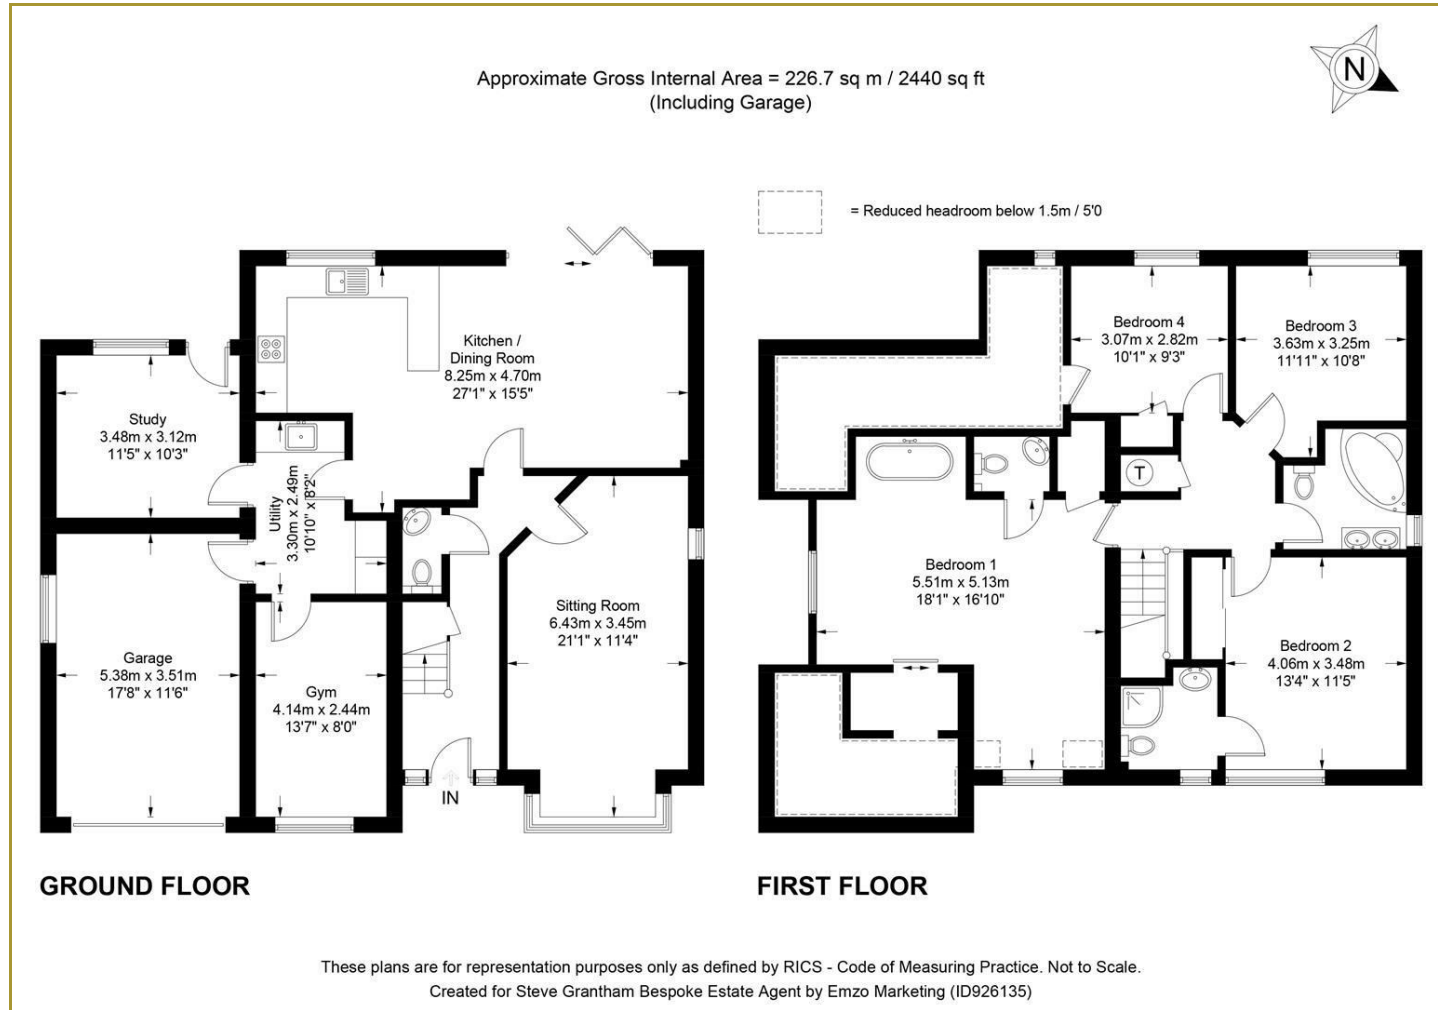 Approximate Gross Internal Area = 226.7 sq m / 2440 sq ft
(Including Garage)
N
= Reduced headroom below 1.5m / 5'0
Kitchen /
Dining Room
8.25m x 4.70m
27'1" x 15'5"
Study
3.48m x 3.12m
11'5" x 10'3"
Utility
3.30m x 2.49m
10'10" x 8'2"
Garage
5.38m x 3.51m
17'8" x 11'6"
Gym
4.14m x 2.44m
13'7" x 8'0"
Sitting Room
6.43m x 3.45m
21'1" x 11'4"
IN
GROUND FLOOR
Bedroom 4
3.07m x 2.82m
10'1" x 9'3"
Bedroom 3
3.63m x 3.25m
11'11" x 10'8"
T
Bedroom 1
5.51m x 5.13m
18'1" x 16'10"
Bedroom 2
4.06m x 3.48m
13'4" x 11'5"
FIRST FLOOR
These plans are for representation purposes only as defined by RICS - Code of Measuring Practice. Not to Scale.
Created for Steve Grantham Bespoke Estate Agent by Emzo Marketing (ID926135)